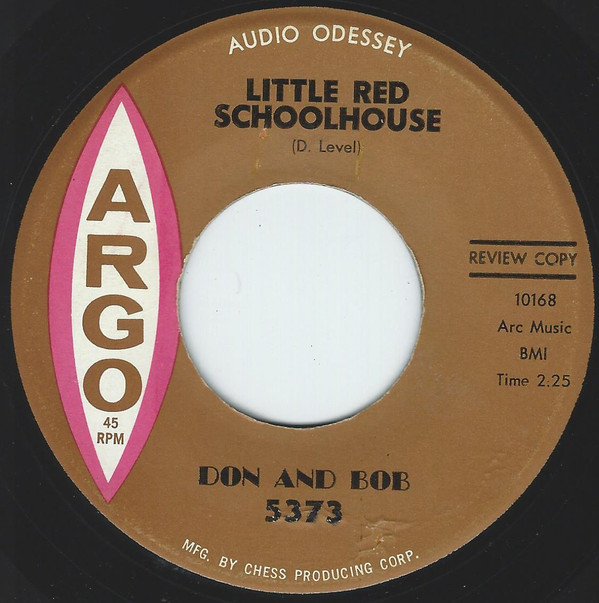 AUDIO ODESSEY
LITTLE RED
SCHOOLHOUSE
(D. Level)
ARGO
45
RPM
REVIEW COPY
10168
Arc Music
BMI
Time 2:25
DON AND BOB
5373
MFG. BY CHESS PRODUCING CORP.